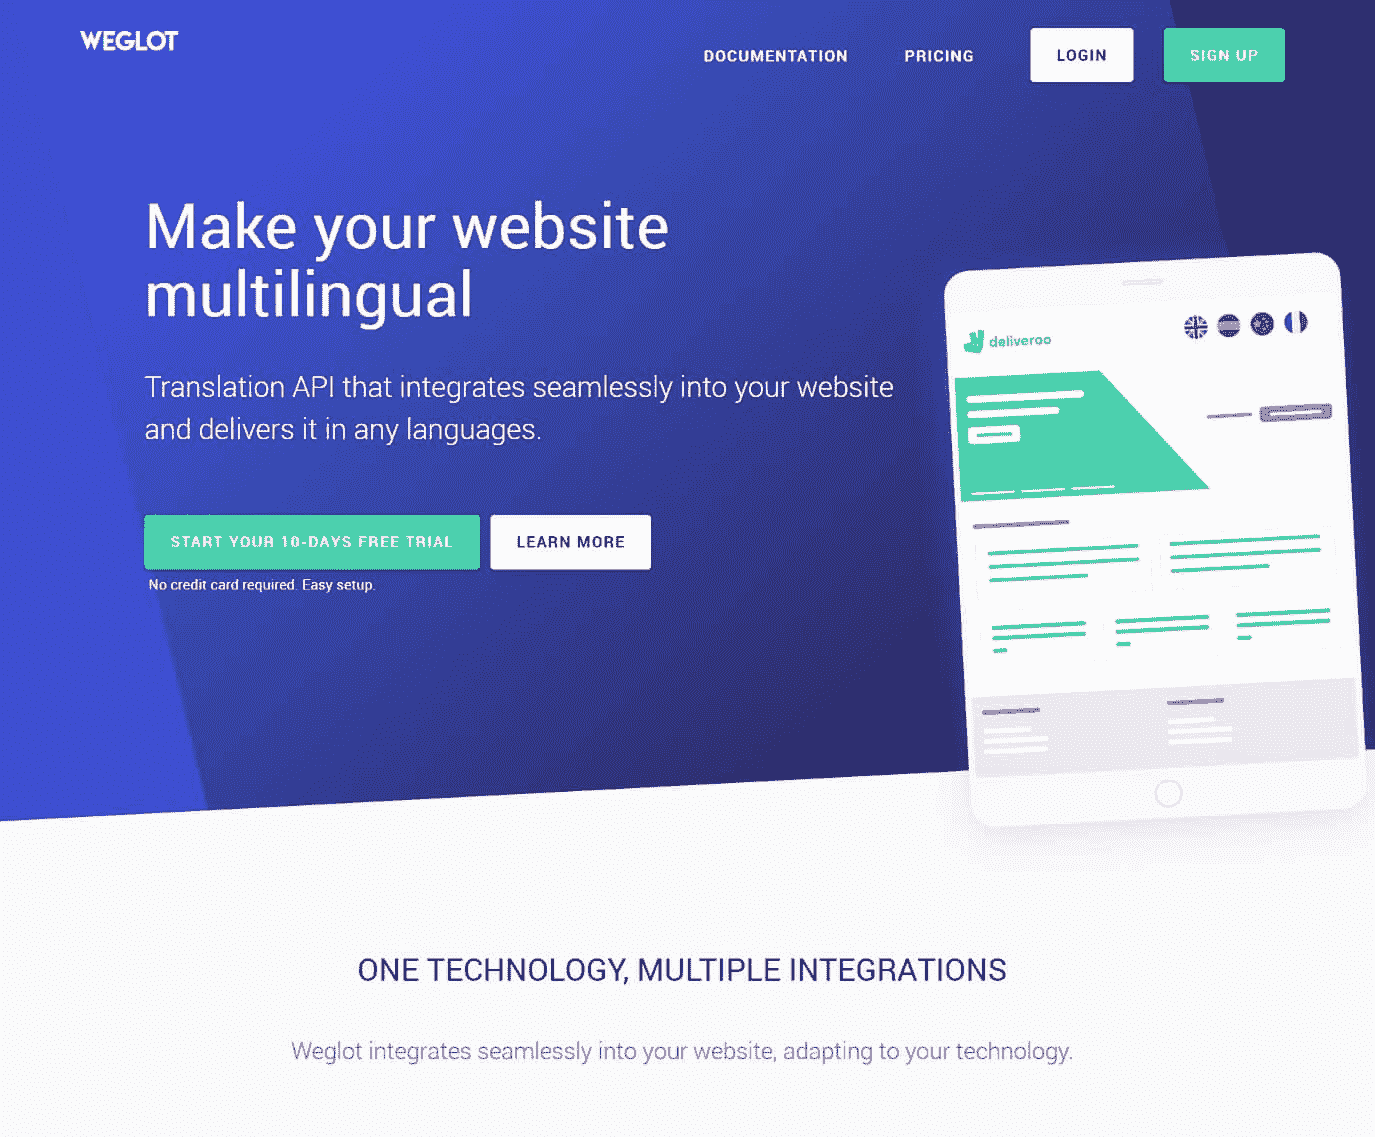 WEGLOT
DOCUMENTATION
PRICING
LOGIN
SIGN UP
Make your website
multilingual
Translation API that integrates seamlessly into your website
and delivers it in any languages.
START YOUR 10-DAYS FREE TRIAL
LEARN MORE
No credit card required. Easy setup.
deliveroo
ONE TECHNOLOGY, MULTIPLE INTEGRATIONS
Weglot integrates seamlessly into your website, adapting to your technology.